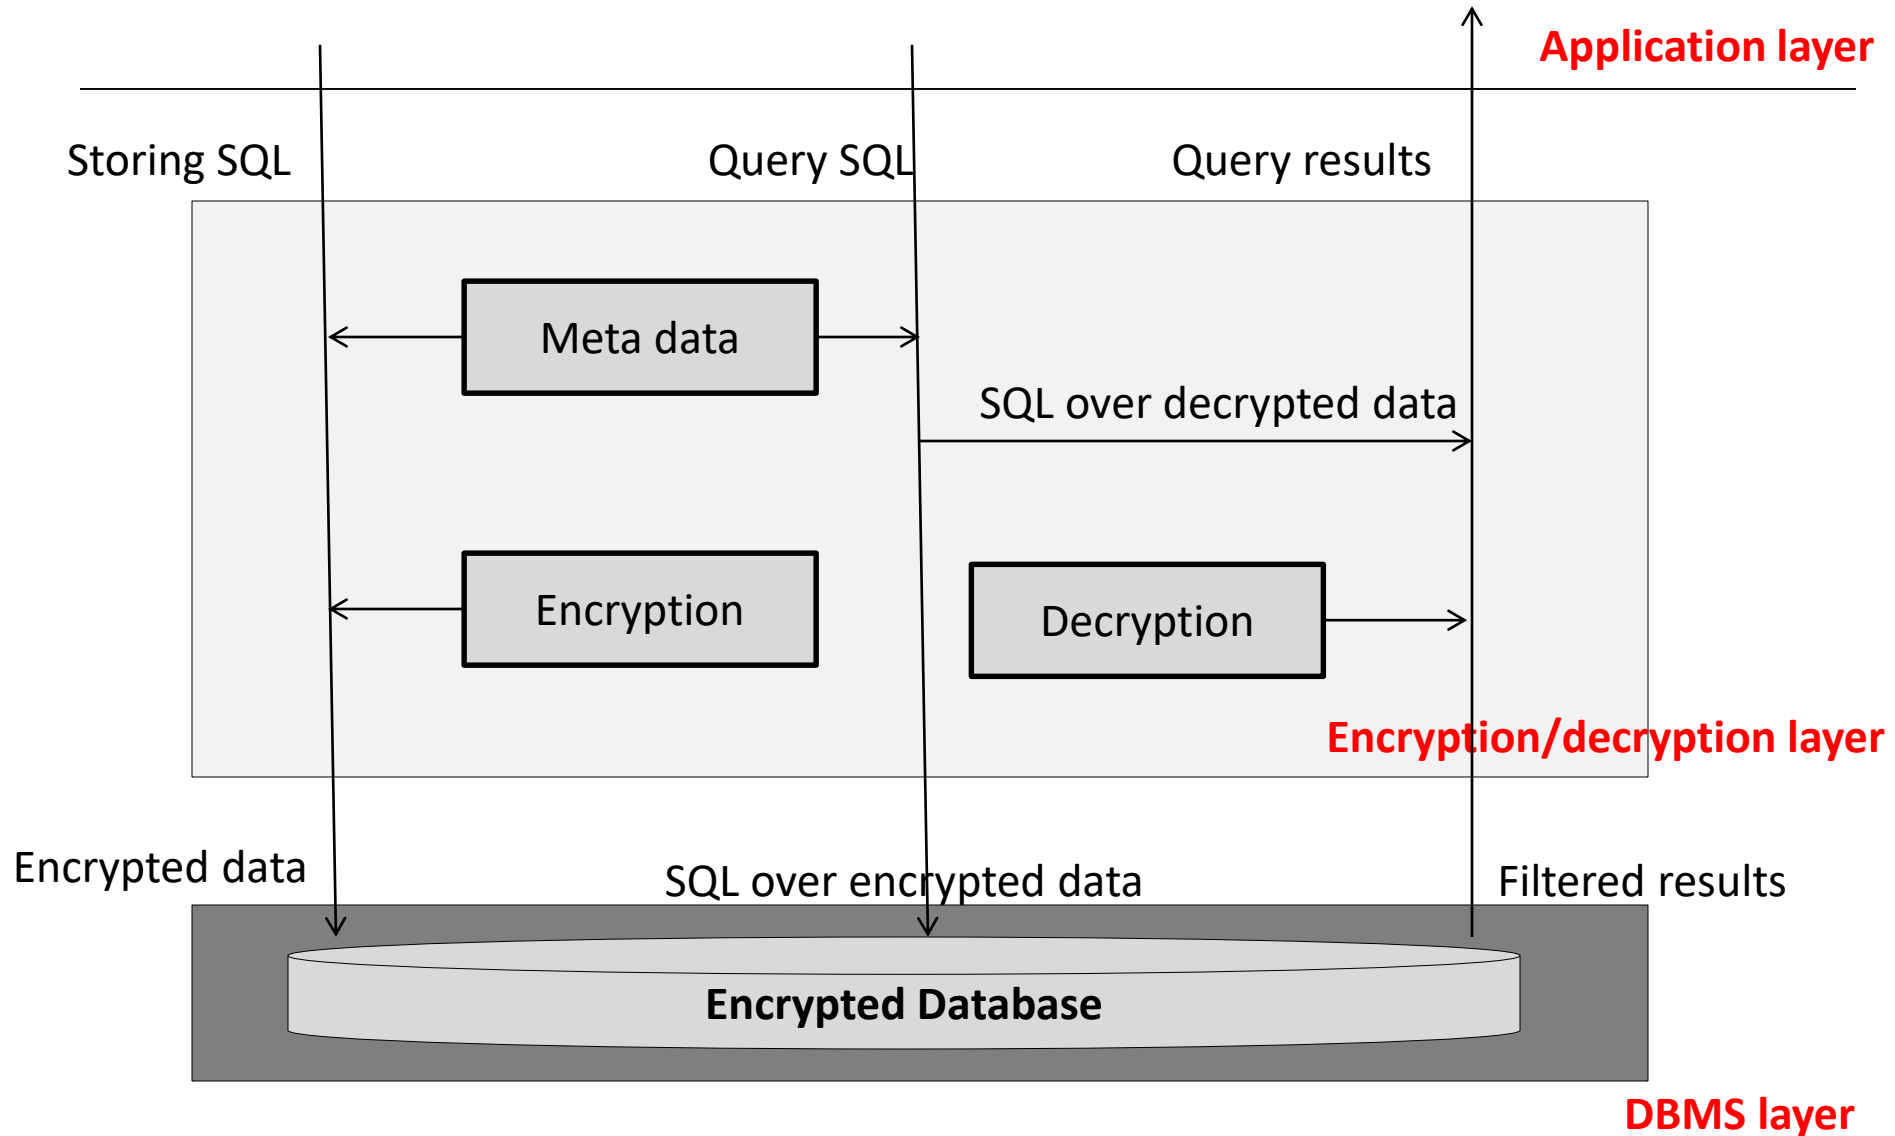 Application layer
Storing SQL
Query SQL
Query results
Meta data
SQL over decrypted data
Encryption
Decryption
Encryption/decryption layer
Encrypted data
SQL over encrypted data
Filtered results
Encrypted Database
DBMS layer